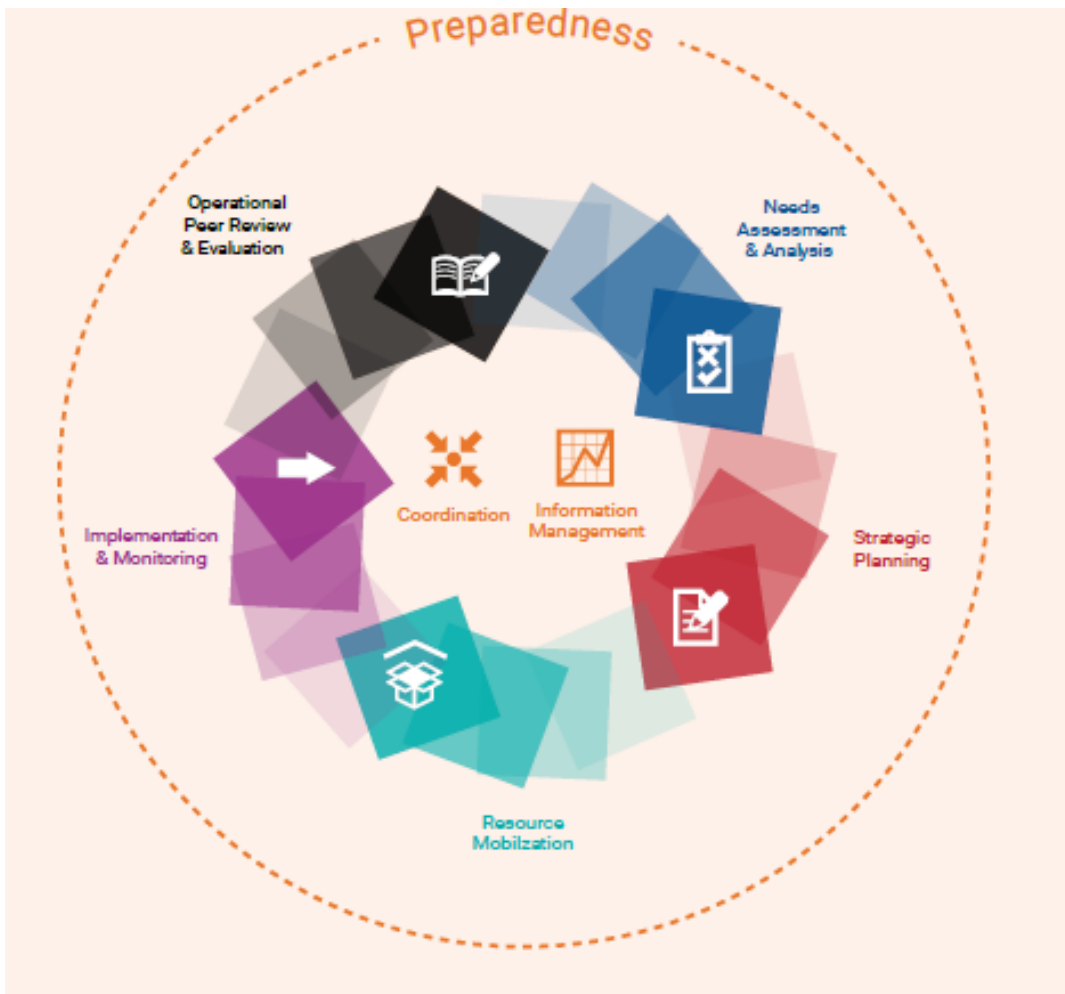 Preparedness
Operational
Peer Review
& Evaluation
Needs
Assessment
& Analysis
Coordination
Information
Management
Implementation
& Monitoring
Strategic
Planning
Resource
Mobilzation